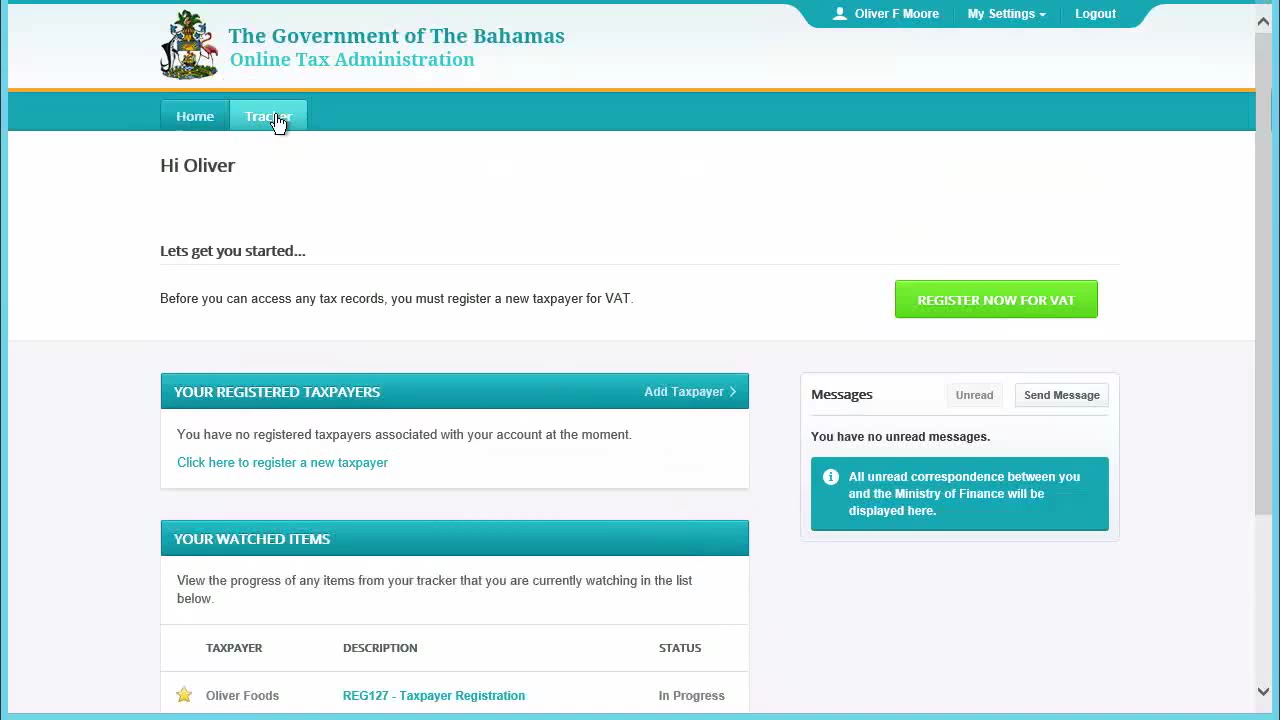 Oliver F Moore My Settings Logout
The Government of The Bahamas
Online Tax Administration
Home Tracker
Hi Oliver
Lets get you started...
Before you can access any tax records, you must register a new taxpayer for VAT.
REGISTER NOW FOR VAT
YOUR REGISTERED TAXPAYERS Add Taxpayer
You have no registered taxpayers associated with your account at the moment.
Click here to register a new taxpayer
Messages Unread Send Message
You have no unread messages.
All unread correspondence between you
and the Ministry of Finance will be
displayed here.
YOUR WATCHED ITEMS
View the progress of any items from your tracker that you are currently watching in the list
below.
TAXPAYER DESCRIPTION STATUS
Oliver Foods REG127 - Taxpayer Registration In Progress